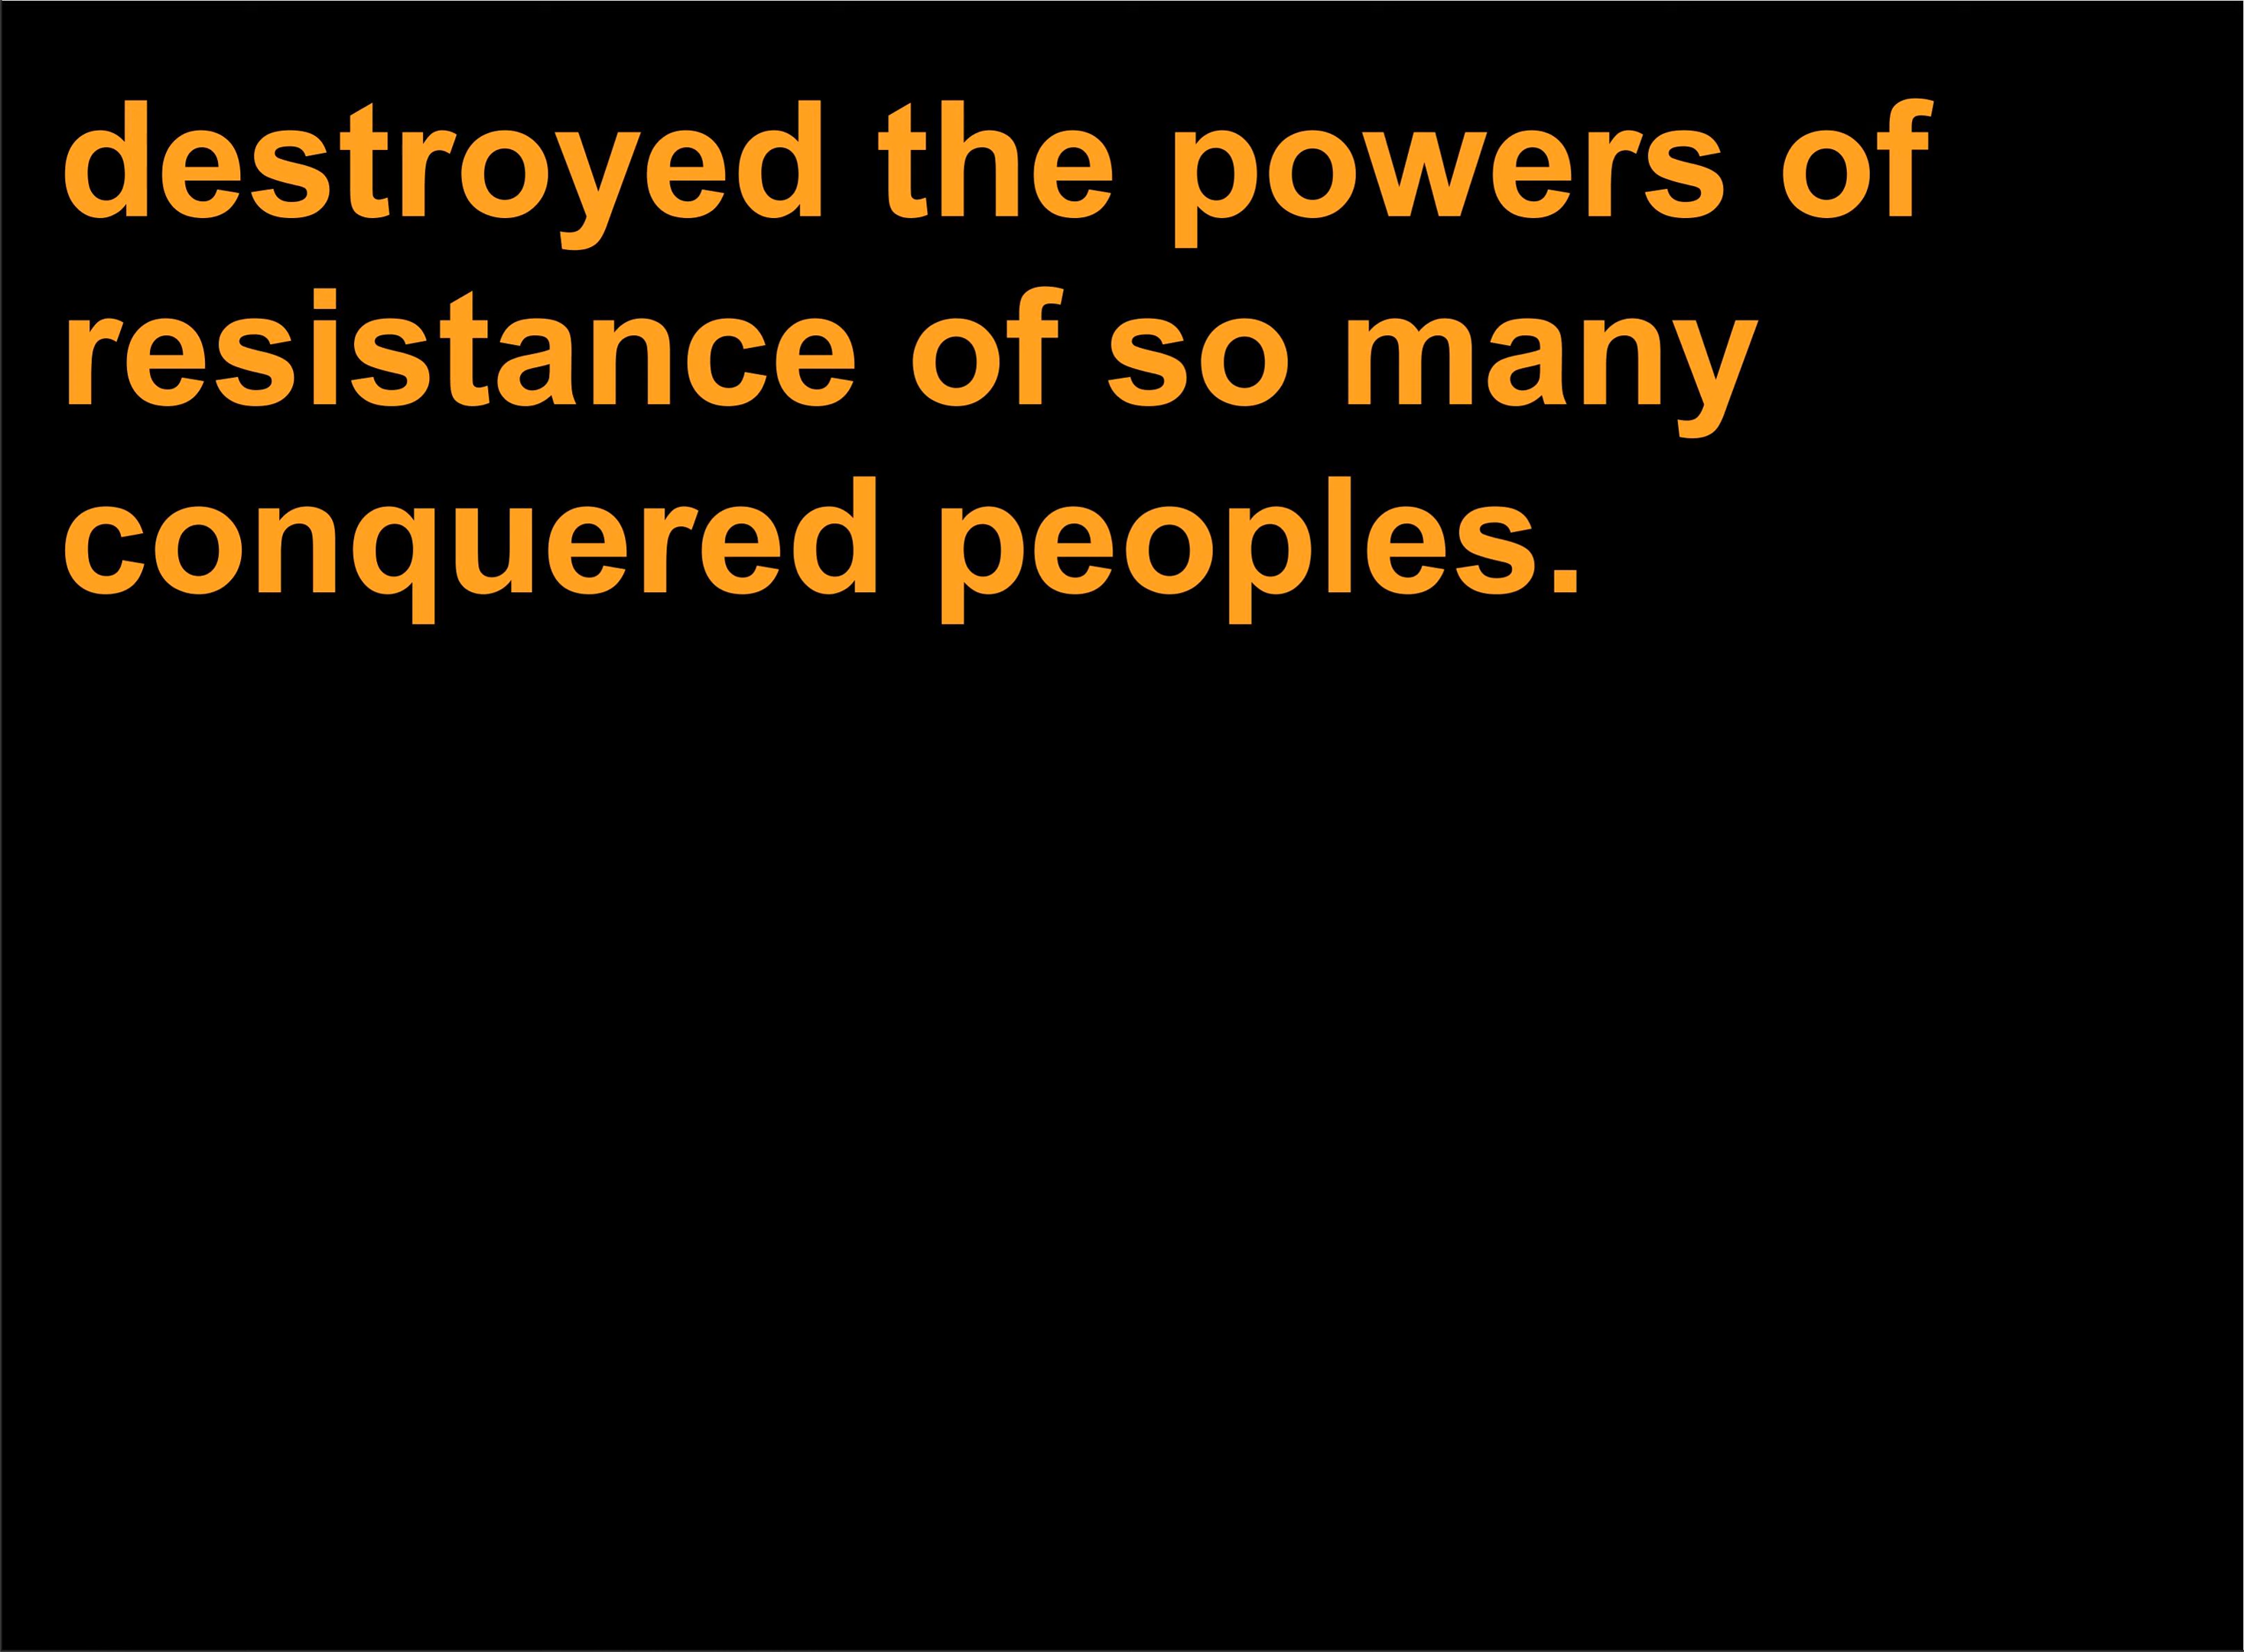 destroyed the powers of
resistance of so many
conquered peoples.